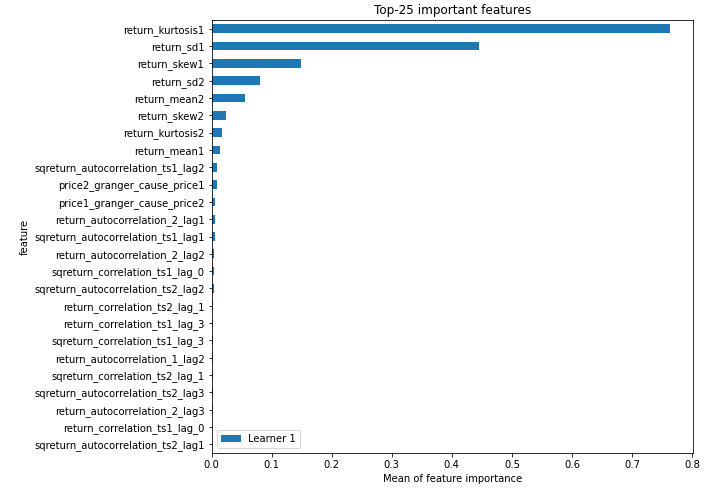 Top-25 important features
return_kurtosis1
return_sd1
return_skew1
return_sd2
return_mean2
return_skew2
return_kurtosis2
return_mean1
sqreturn_autocorrelation_ts1_lag2
price2_granger_cause_price1
price1_granger_cause_price2
return_autocorrelation_2_lag1
sqreturn_autocorrelation_ts1_lag1
return_autocorrelation_2_lag2
sqreturn_correlation_ts1_lag_0
sqreturn_autocorrelation_ts2_lag2
return_correlation_ts2_lag_1
return_correlation_ts1_lag_3
sqreturn_correlation_ts1_lag_3
return_autocorrelation_1_lag2
sqreturn_correlation_ts2_lag_1
sqreturn_autocorrelation_ts2_lag3
return_autocorrelation_2_lag3
return_correlation_ts1_lag_0
sqreturn_autocorrelation_ts2_lag1
feature
Learner 1
0.0 0.1 0.2 0.3 0.4 0.5 0.6 0.7 0.8
Mean of feature importance